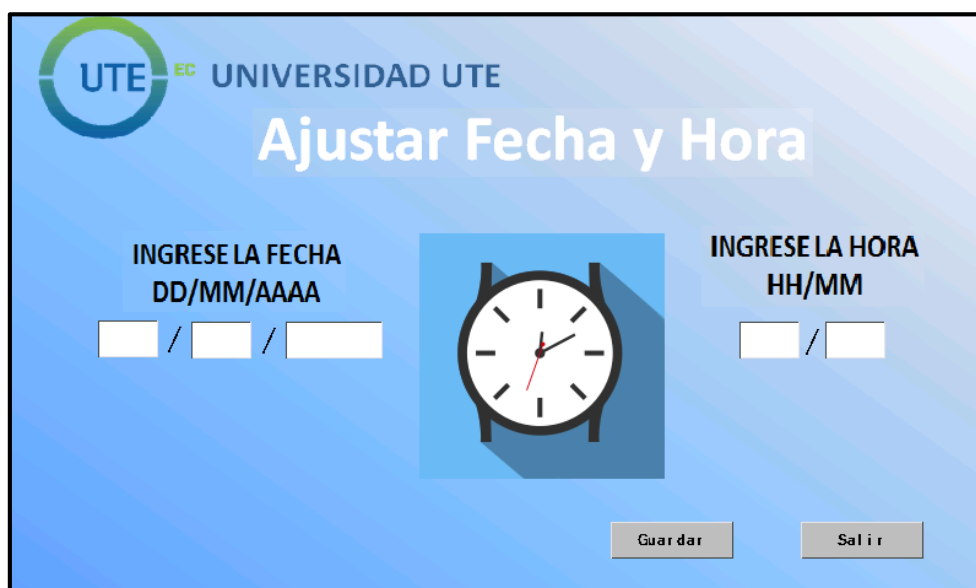 UTE EC UNIVERSIDAD UTE
Ajustar Fecha y Hora
INGRESE LA FECHA
DD/MM/AAAA
/ /
INGRESE LA HORA
HH/MM
/
Guardar
Salir